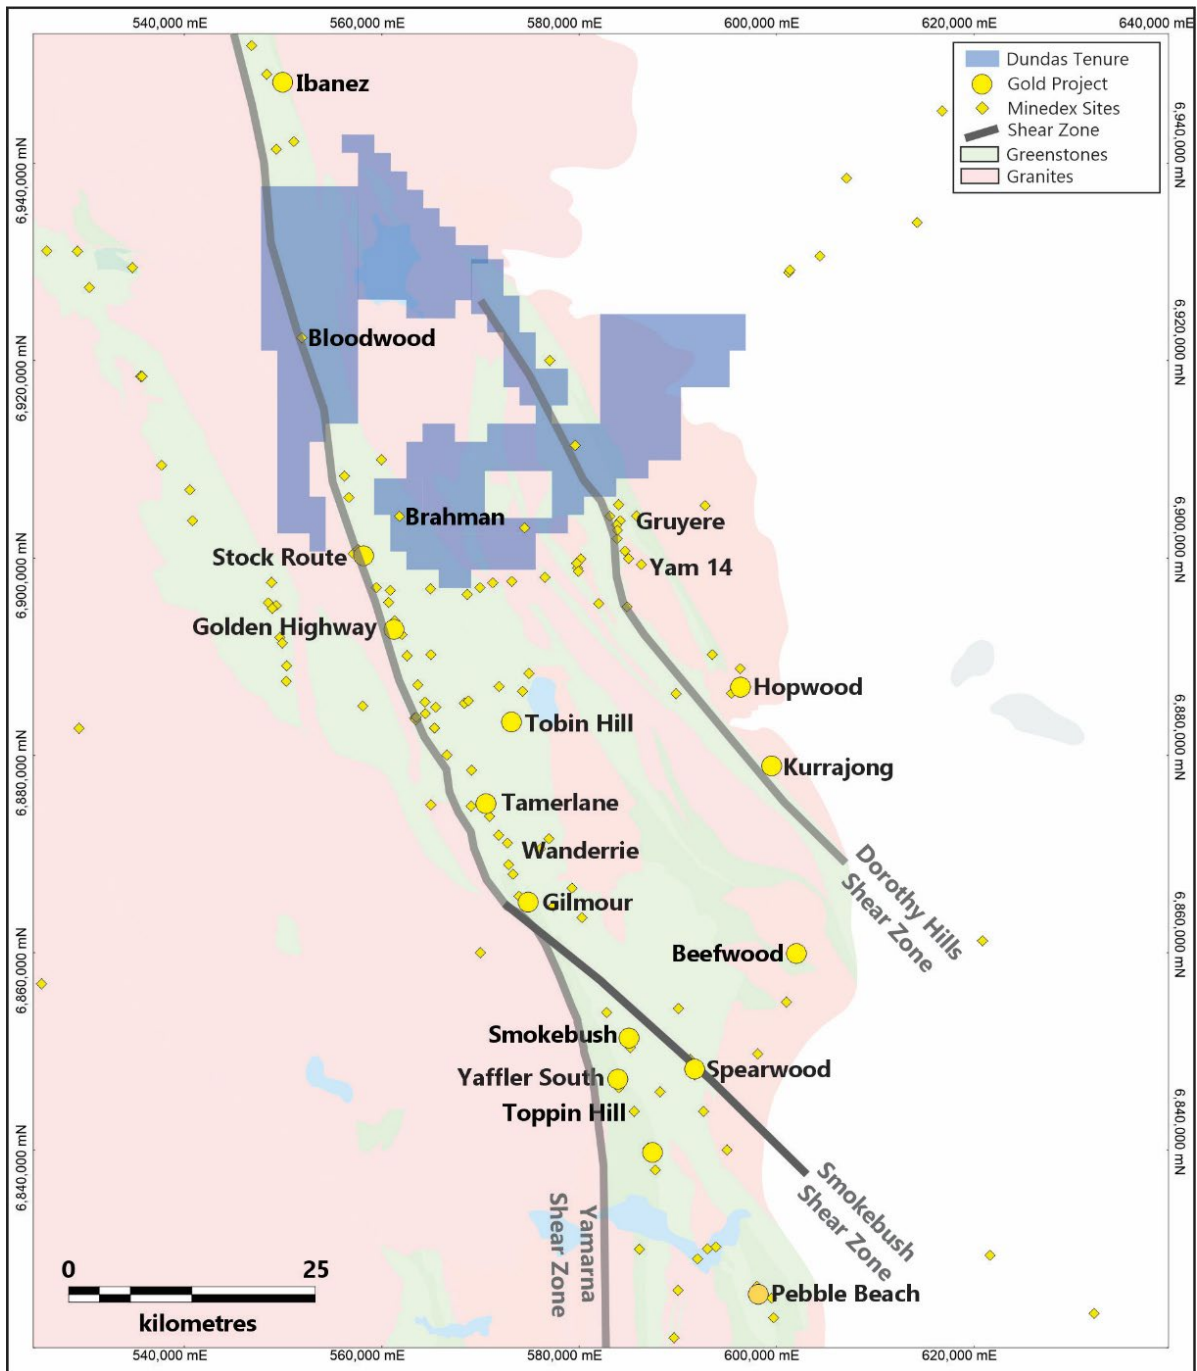 540,000 mE
560,000 mE
580,000 mE
600,000 mE
620,000 mE
640,000 mE
Dundas Tenure
Gold Project
Minedex Sites
Shear Zone
Greenstones
Granites
Ibanez
6,940,000 mN
6,940,000 mN
Bloodwood
6,920,000 mN
6,920,000 mN
Brahman
Gruyere
6,900,000 mN
Stock Route
Yam 14
6,900,000 mN
Golden Highway
Hopwood
6,880,000 mN
Tobin Hill
Kurrajong
6,880,000 mN
Tamerlane
Wanderrie
Dorothy Hills
Shear Zone
Gilmour
6,860,000 mN
Beefwood
6,860,000 mN
Smokebush
Spearwood
Yaffler South
Toppin Hill
6,840,000 mN
6,840,000 mN
Smokebush
Shear Zone
Yamarna
Shear Zone
0 25
kilometres
Pebble Beach
540,000 mE
560,000 mE
580,000 mE
600,000 mE
620,000 mE